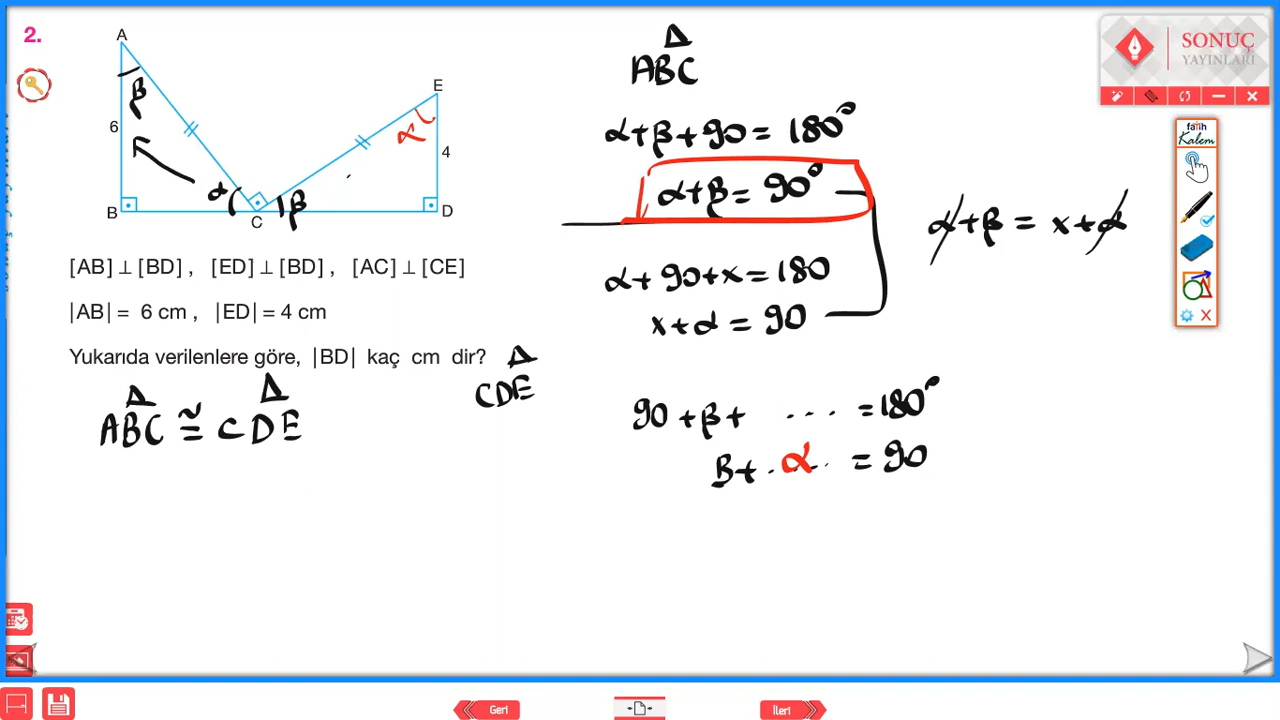 2.
A
β
6
B
α
C
β
E
α
4
D
[AB] ⊥ [BD] , [ED] ⊥ [BD] , [AC] ⊥ [CE]
|AB| = 6 cm , |ED| = 4 cm
Yukarıda verilenlere göre, |BD| kaç cm dir?
Δ Δ
ABC ≅ CDE
Δ
CDE
Δ
ABC
α+β+90 = 180°
α+β = 90°
α+90+x = 180
x+α = 90
α+β = x+α
90 +β+ ... = 180°
β+ .α.. = 90
SONUÇ
YAYINLARI
fatih
Kalem
Geri
İleri